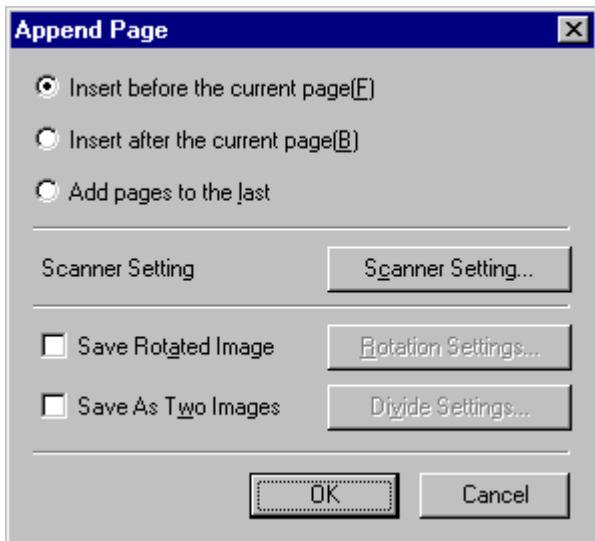 Append Page
Insert before the current page(F)
Insert after the current page(B)
Add pages to the last
Scanner Setting Scanner Setting...
Save Rotated Image Rotation Settings...
Save As Two Images Divide Settings...
OK Cancel